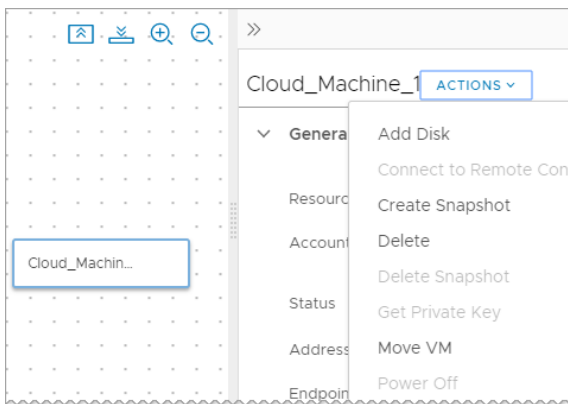 Cloud_Machine_1 ACTIONS
Genera
Add Disk
Connect to Remote Con
Resourc
Create Snapshot
Account
Delete
Cloud_Machin...
Delete Snapshot
Status
Get Private Key
Address
Move VM
Endpoin
Power Off